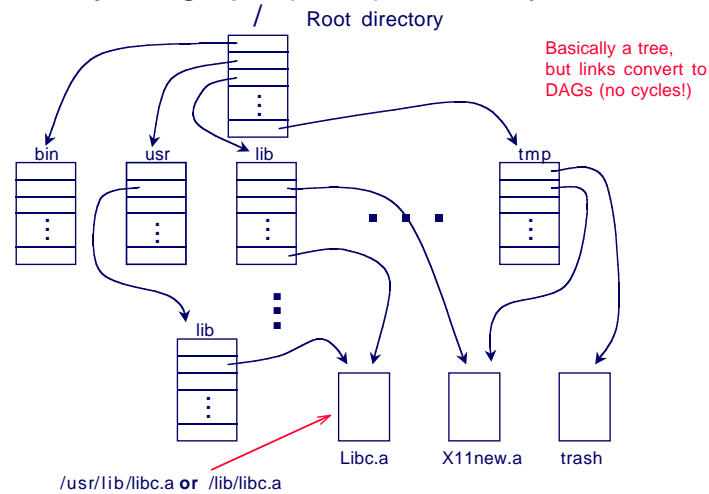 / Root directory
Basically a tree,
but links convert to
DAGs (no cycles!)
bin
usr
lib
tmp
lib
Libc.a
X11new.a
trash
/usr/lib/libc.a or /lib/libc.a